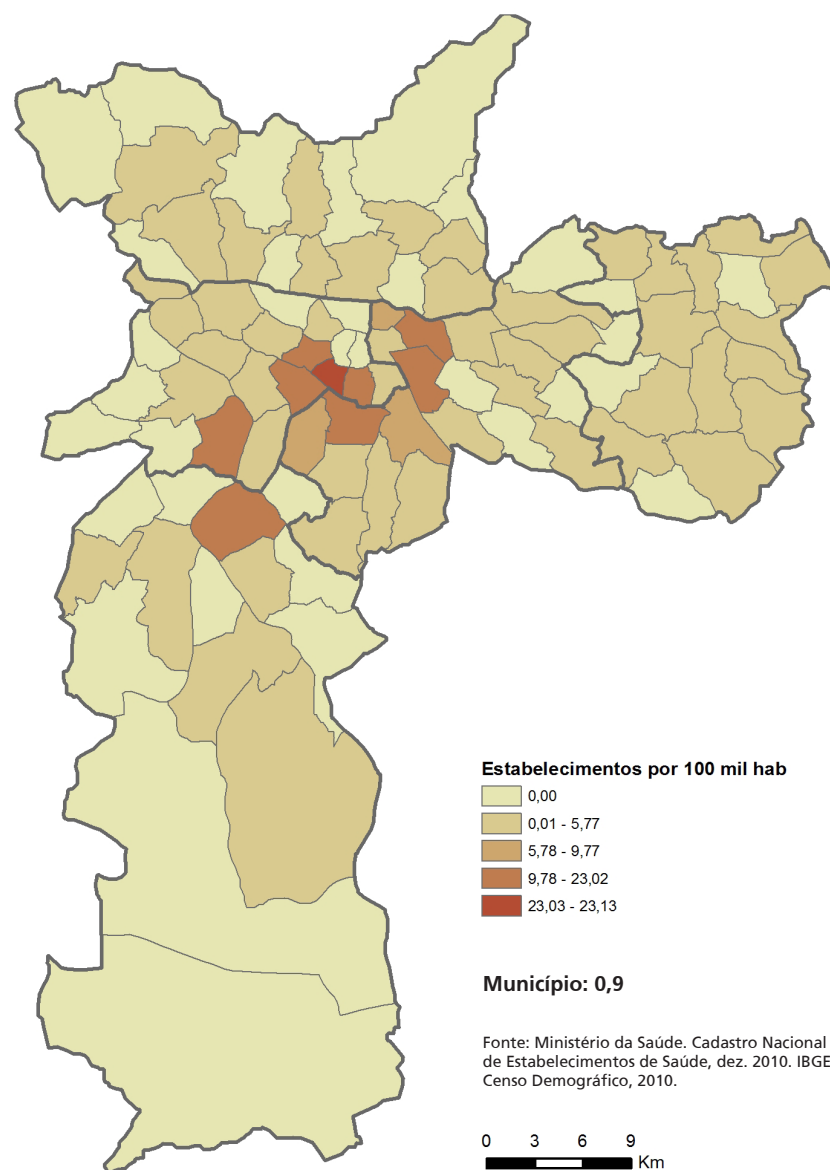 Estabelecimentos por 100 mil hab
0,00
0,01 - 5,77
5,78 - 9,77
9,78 - 23,02
23,03 - 23,13
Município: 0,9
Fonte: Ministério da Saúde. Cadastro Nacional
de Estabelecimentos de Saúde, dez. 2010. IBGE
Censo Demográfico, 2010.
0 3 6 9
Km